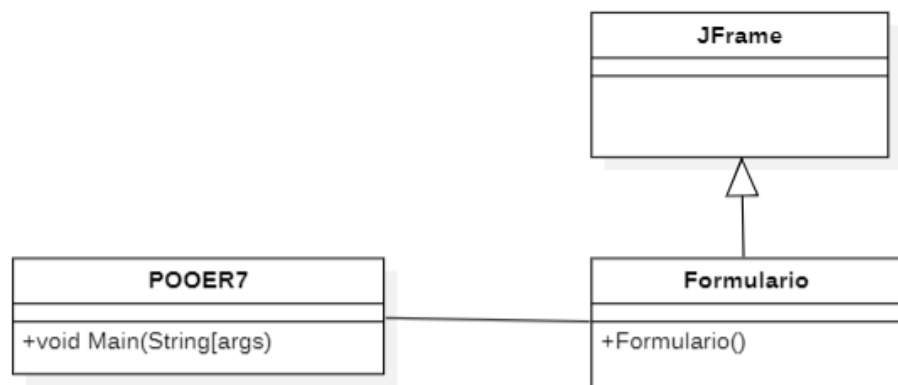 JFrame
POOER7
+void Main(String[args)
Formulario
+Formulario()